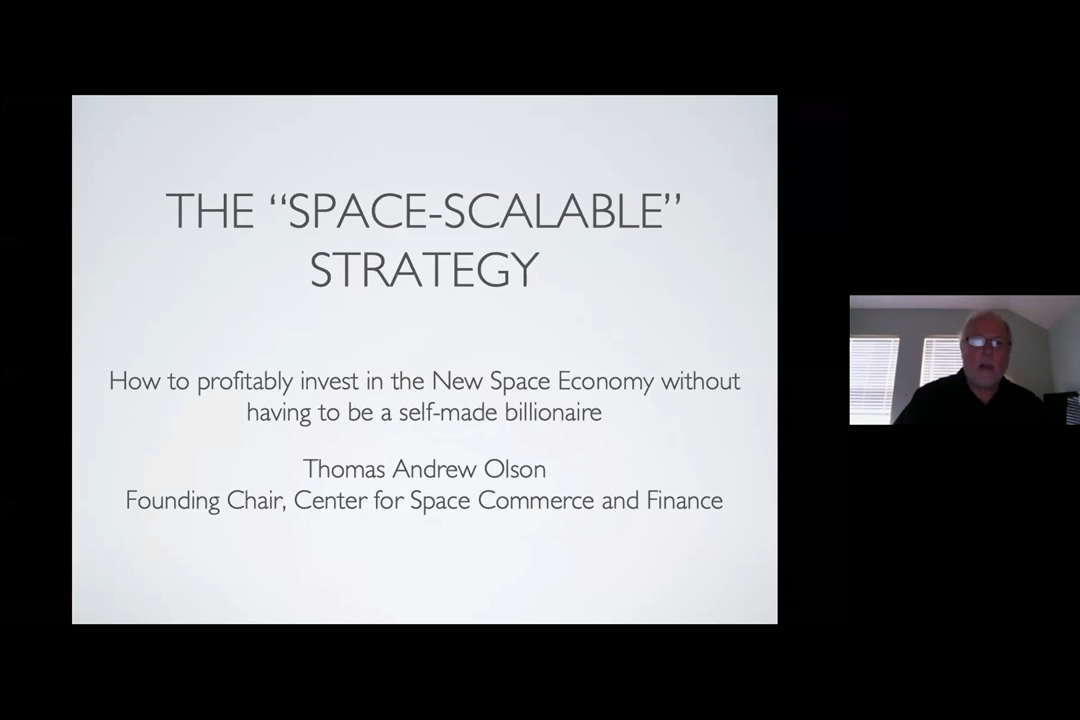 THE “SPACE-SCALABLE”
STRATEGY
How to profitably invest in the New Space Economy without
having to be a self-made billionaire
Thomas Andrew Olson
Founding Chair, Center for Space Commerce and Finance